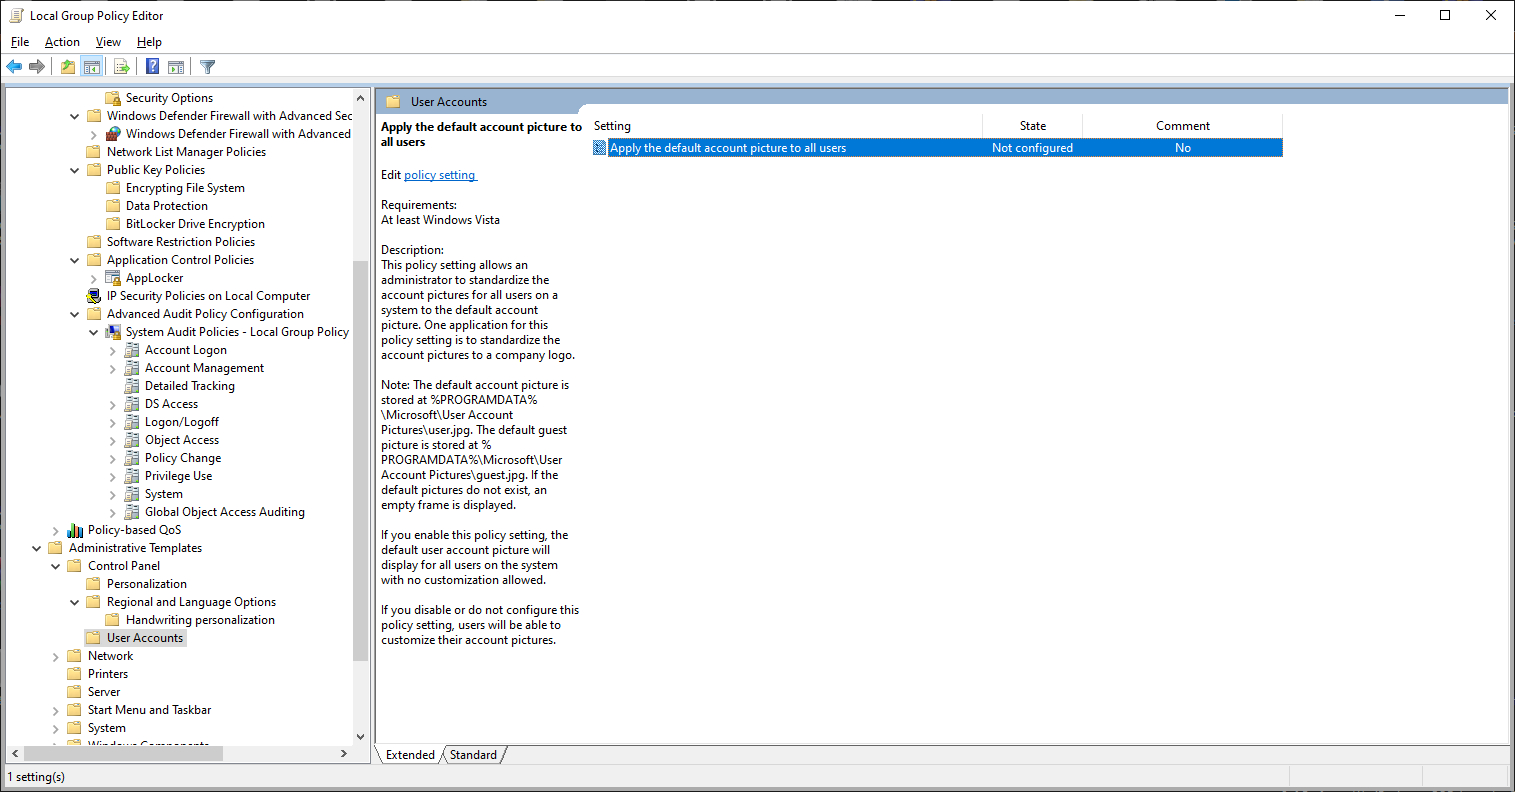 Local Group Policy Editor
File Action View Help
Security Options
Windows Defender Firewall with Advanced Sec
Windows Defender Firewall with Advanced
Network List Manager Policies
Public Key Policies
Encrypting File System
Data Protection
BitLocker Drive Encryption
Software Restriction Policies
Application Control Policies
AppLocker
IP Security Policies on Local Computer
Advanced Audit Policy Configuration
System Audit Policies - Local Group Policy
Account Logon
Account Management
Detailed Tracking
DS Access
Logon/Logoff
Object Access
Policy Change
Privilege Use
System
Global Object Access Auditing
Policy-based QoS
Administrative Templates
Control Panel
Personalization
Regional and Language Options
Handwriting personalization
User Accounts
Network
Printers
Server
Start Menu and Taskbar
System
Windows Components
User Accounts
Apply the default account picture to
all users
Edit policy setting
Requirements:
At least Windows Vista
Description:
This policy setting allows an
administrator to standardize the
account pictures for all users on a
system to the default account
picture. One application for this
policy setting is to standardize the
account pictures to a company logo.
Note: The default account picture is
stored at %PROGRAMDATA%
\Microsoft\User Account
Pictures\user.jpg. The default guest
picture is stored at %
PROGRAMDATA%\Microsoft\User
Account Pictures\guest.jpg. If the
default pictures do not exist, an
empty frame is displayed.
If you enable this policy setting, the
default user account picture will
display for all users on the system
with no customization allowed.
If you disable or do not configure this
policy setting, users will be able to
customize their account pictures.
Setting State Comment
Apply the default account picture to all users Not configured No
Extended Standard
1 setting(s)